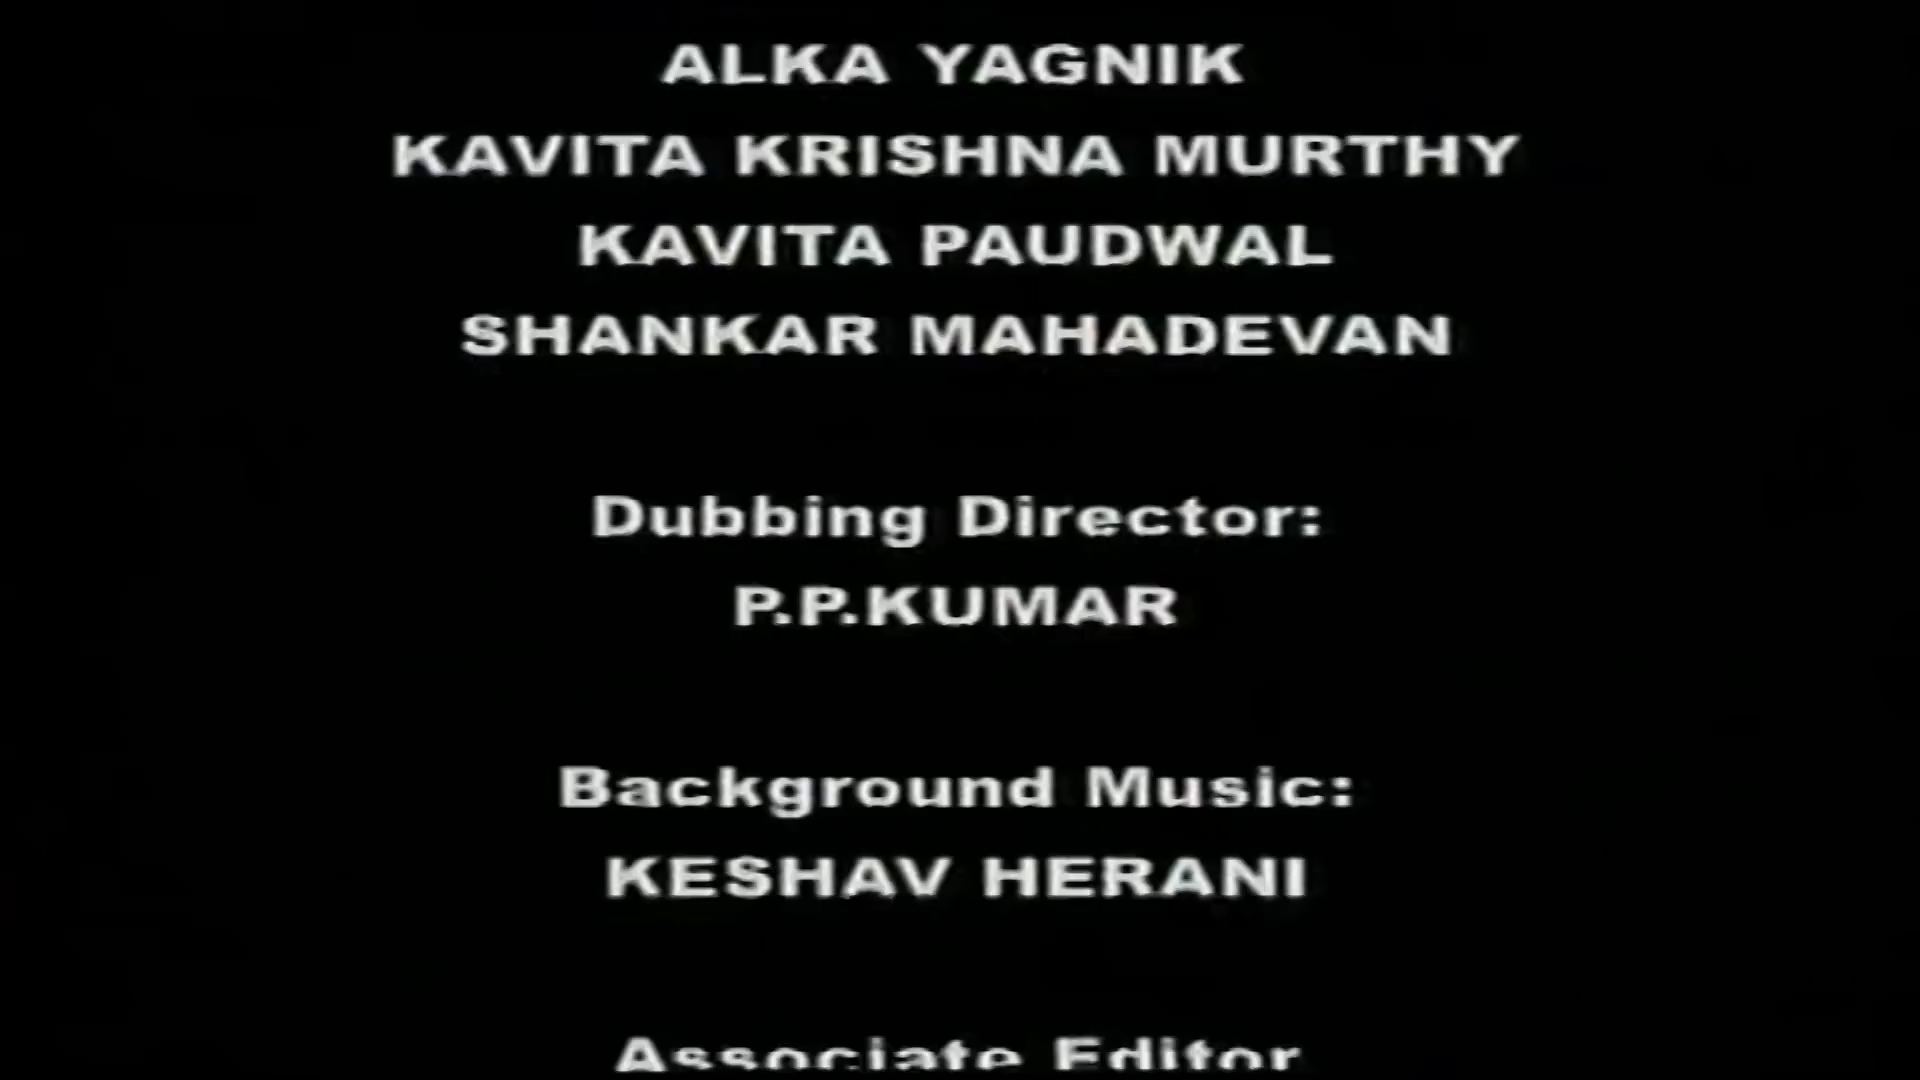 ALKA YAGNIK
KAVITA KRISHNA MURTHY
KAVITA PAUDWAL
SHANKAR MAHADEVAN
Dubbing Director:
P.P.KUMAR
Background Music:
KESHAV HERANI
Associate Editor